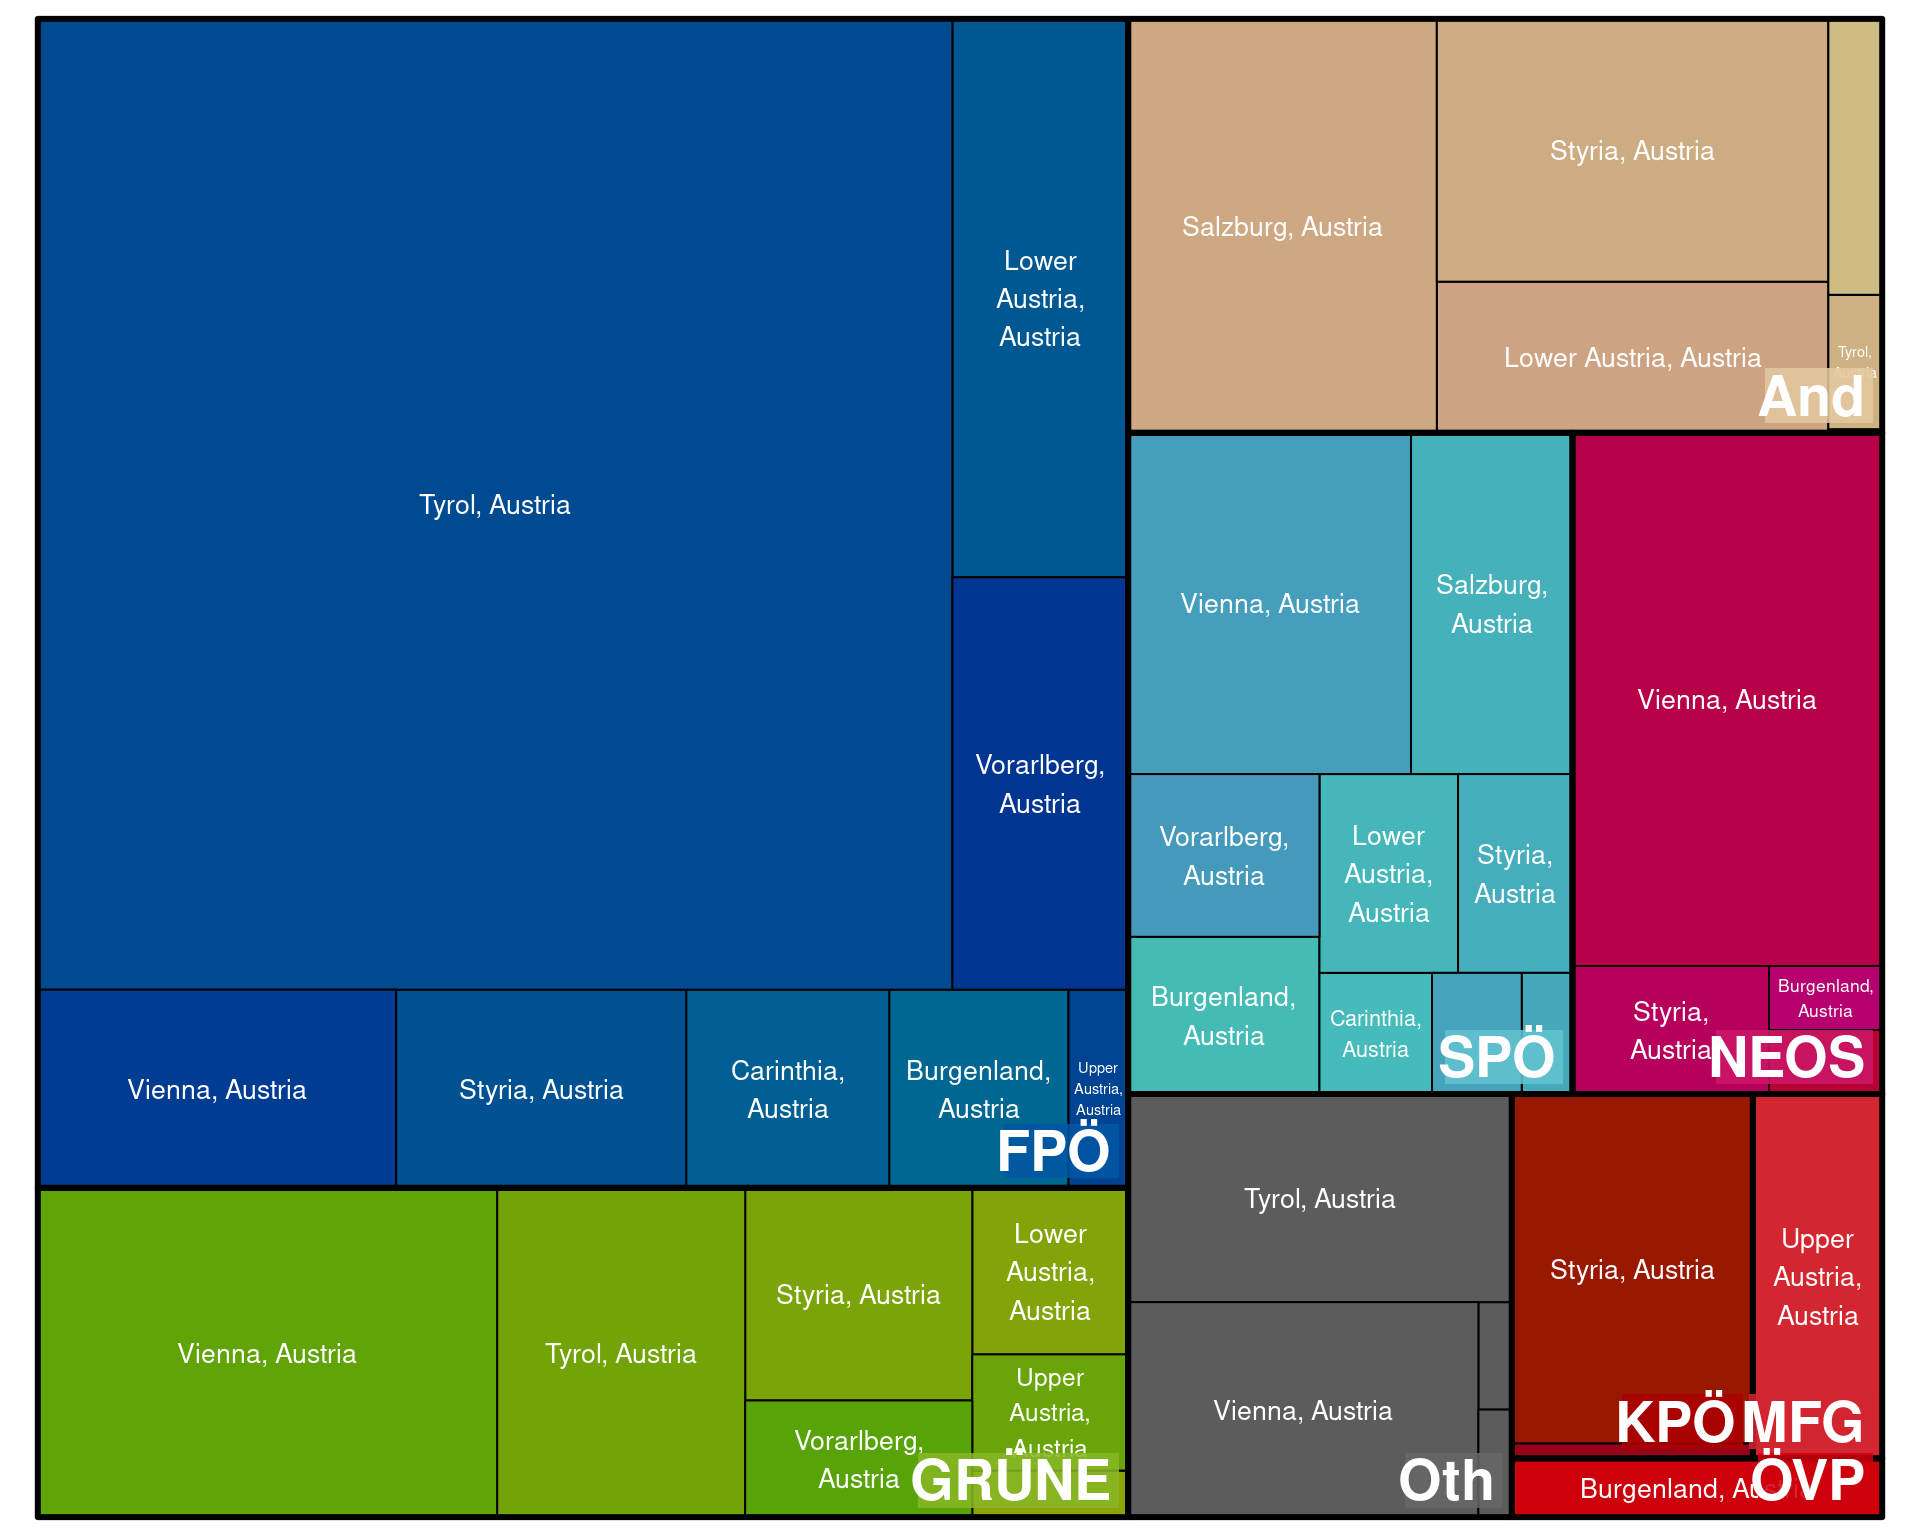 Tyrol, Austria
Lower
Austria,
Austria
Vorarlberg,
Austria
Vienna, Austria
Styria, Austria
Carinthia,
Austria
Burgenland,
Austria
Upper
Austria,
Austria
FPÖ
Vienna, Austria
Tyrol, Austria
Styria, Austria
Vorarlberg,
Austria
Lower
Austria,
Austria
Upper
Austria,
Austria
GRÜNE
Salzburg, Austria
Styria, Austria
Lower Austria, Austria
Tyrol,
Austria
And
Vienna, Austria
Salzburg,
Austria
Vorarlberg,
Austria
Lower
Austria,
Austria
Styria,
Austria
Burgenland,
Austria
Carinthia,
Austria
SPÖ
Vienna, Austria
Styria,
Austria
Burgenland,
Austria
NEOS
Tyrol, Austria
Vienna, Austria
Oth
Styria, Austria
KPÖ
Upper
Austria,
Austria
MFG
Burgenland, Austria
ÖVP